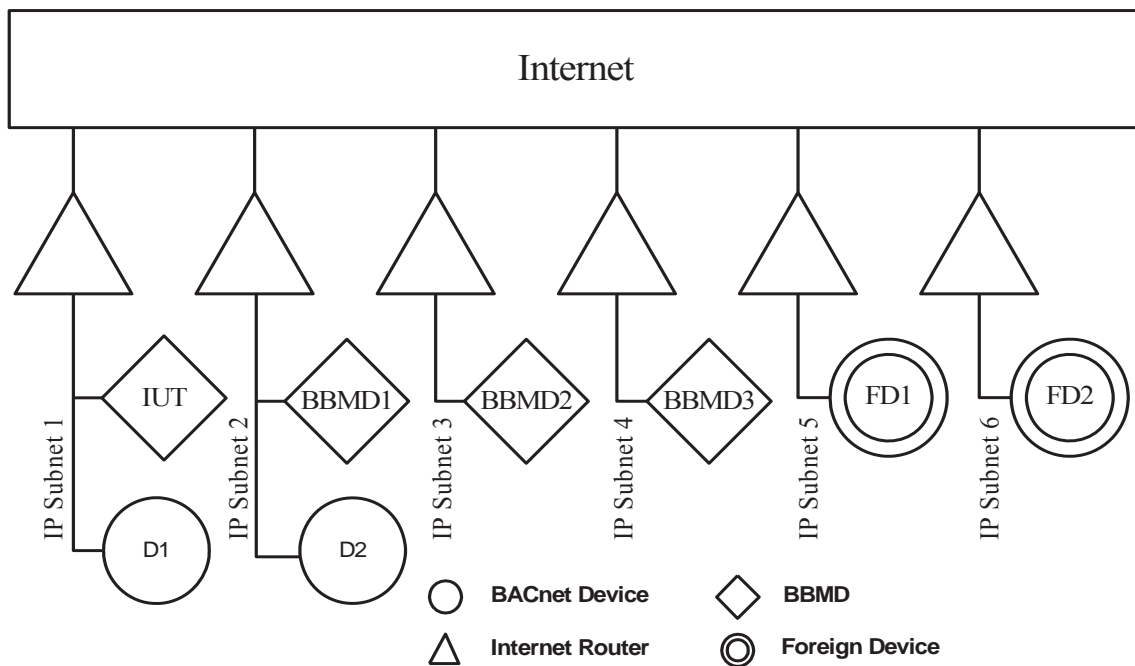 Internet
IUT
BBMD1
BBMD2
BBMD3
FD1
FD2
IP Subnet 1
IP Subnet 2
IP Subnet 3
IP Subnet 4
IP Subnet 5
IP Subnet 6
D1
D2
BACnet Device
BBMD
Internet Router
Foreign Device